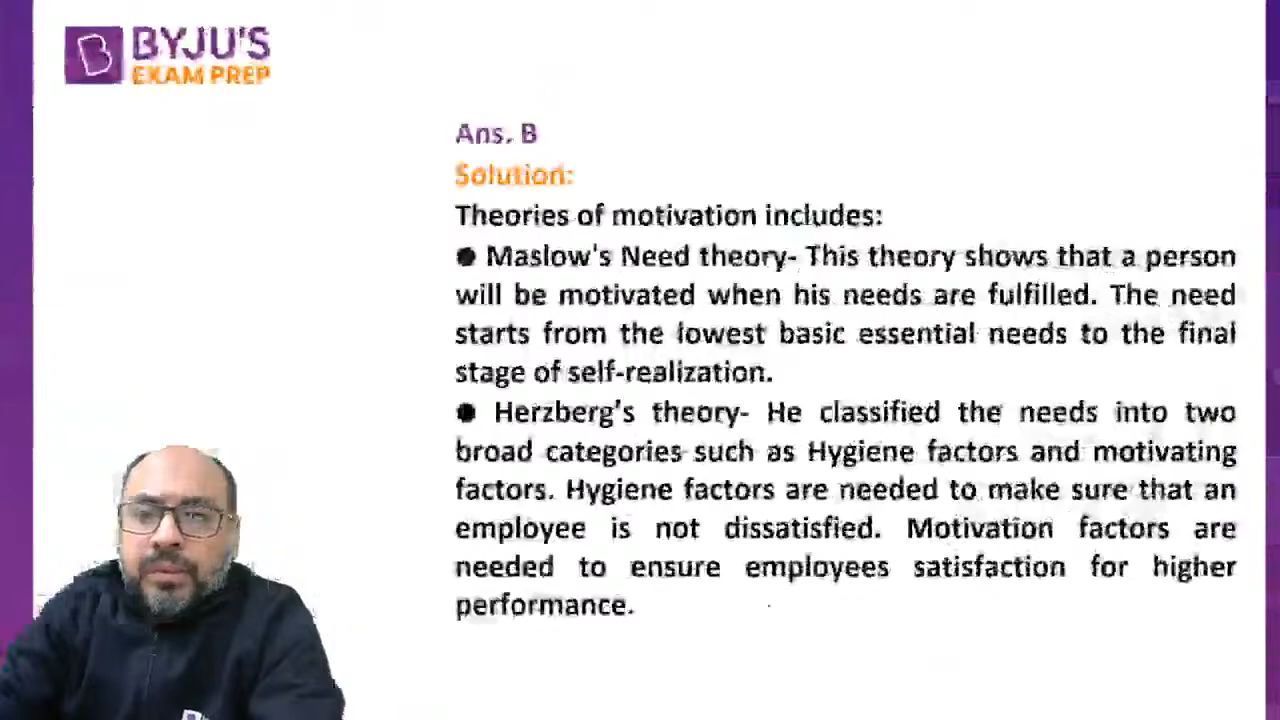 BYJU'S
EXAM PREP
Ans. B
Solution:
Theories of motivation includes:
● Maslow's Need theory- This theory shows that a person
will be motivated when his needs are fulfilled. The need
starts from the lowest basic essential needs to the final
stage of self-realization.
● Herzberg's theory- He classified the needs into two
broad categories such as Hygiene factors and motivating
factors. Hygiene factors are needed to make sure that an
employee is not dissatisfied. Motivation factors are
needed to ensure employees satisfaction for higher
performance.